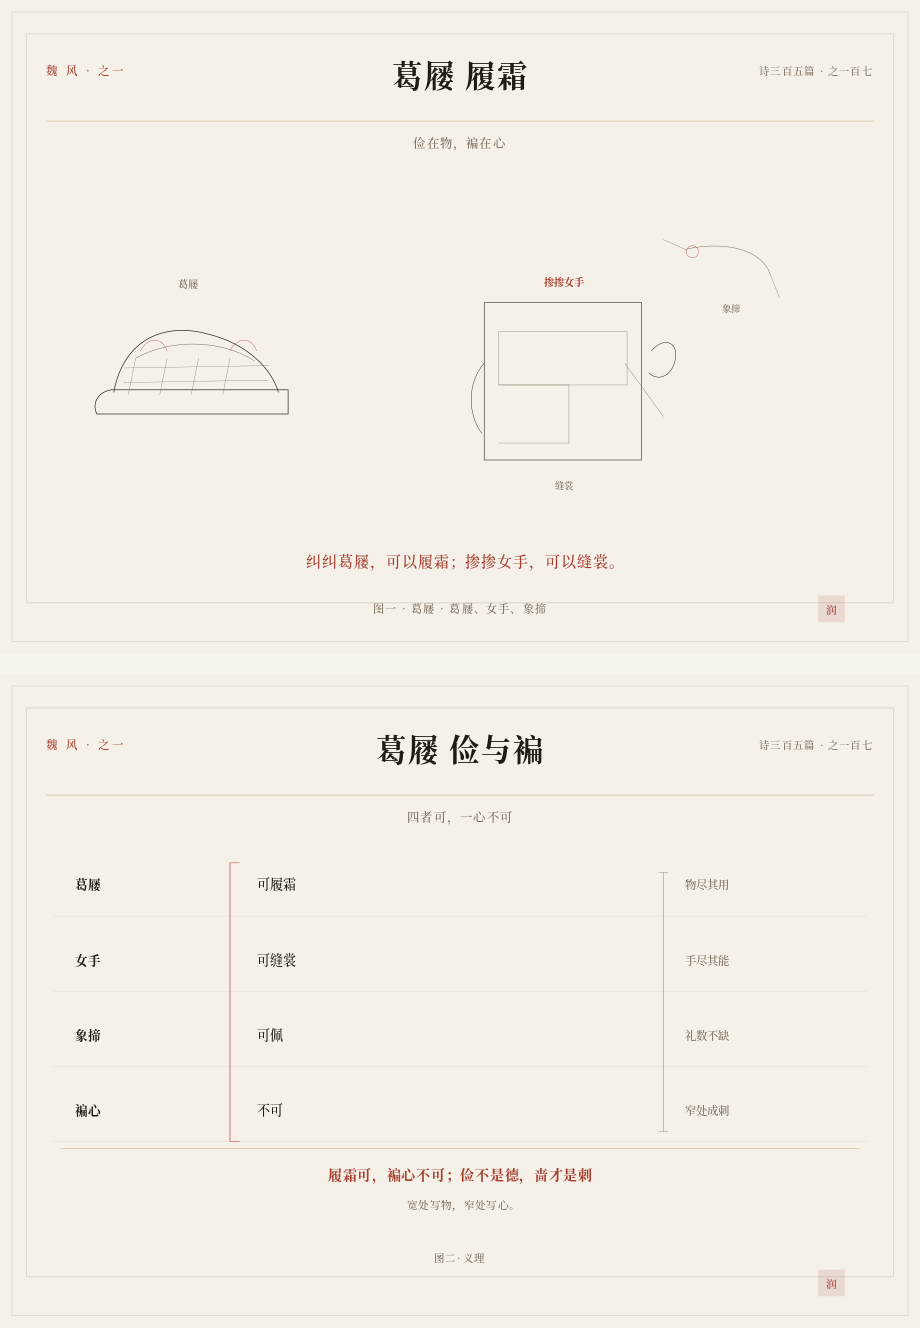 魏风·之一
葛屦 履霜
诗三百五篇·之一百七
俭在物，褊在心
葛屦
掺掺女手
象揥
缝裳
纠纠葛屦，可以履霜；掺掺女手，可以缝裳。
图一·葛屦·葛屦、女手、象揥
润
魏风·之一
葛屦 俭与褊
诗三百五篇·之一百七
四者可，一心不可
葛屦 可履霜 物尽其用
女手 可缝裳 手尽其能
象揥 可佩 礼数不缺
褊心 不可 窄处成刺
履霜可，褊心不可；俭不是德，啬才是刺
宽处写物，窄处写心。
图二·义理
润